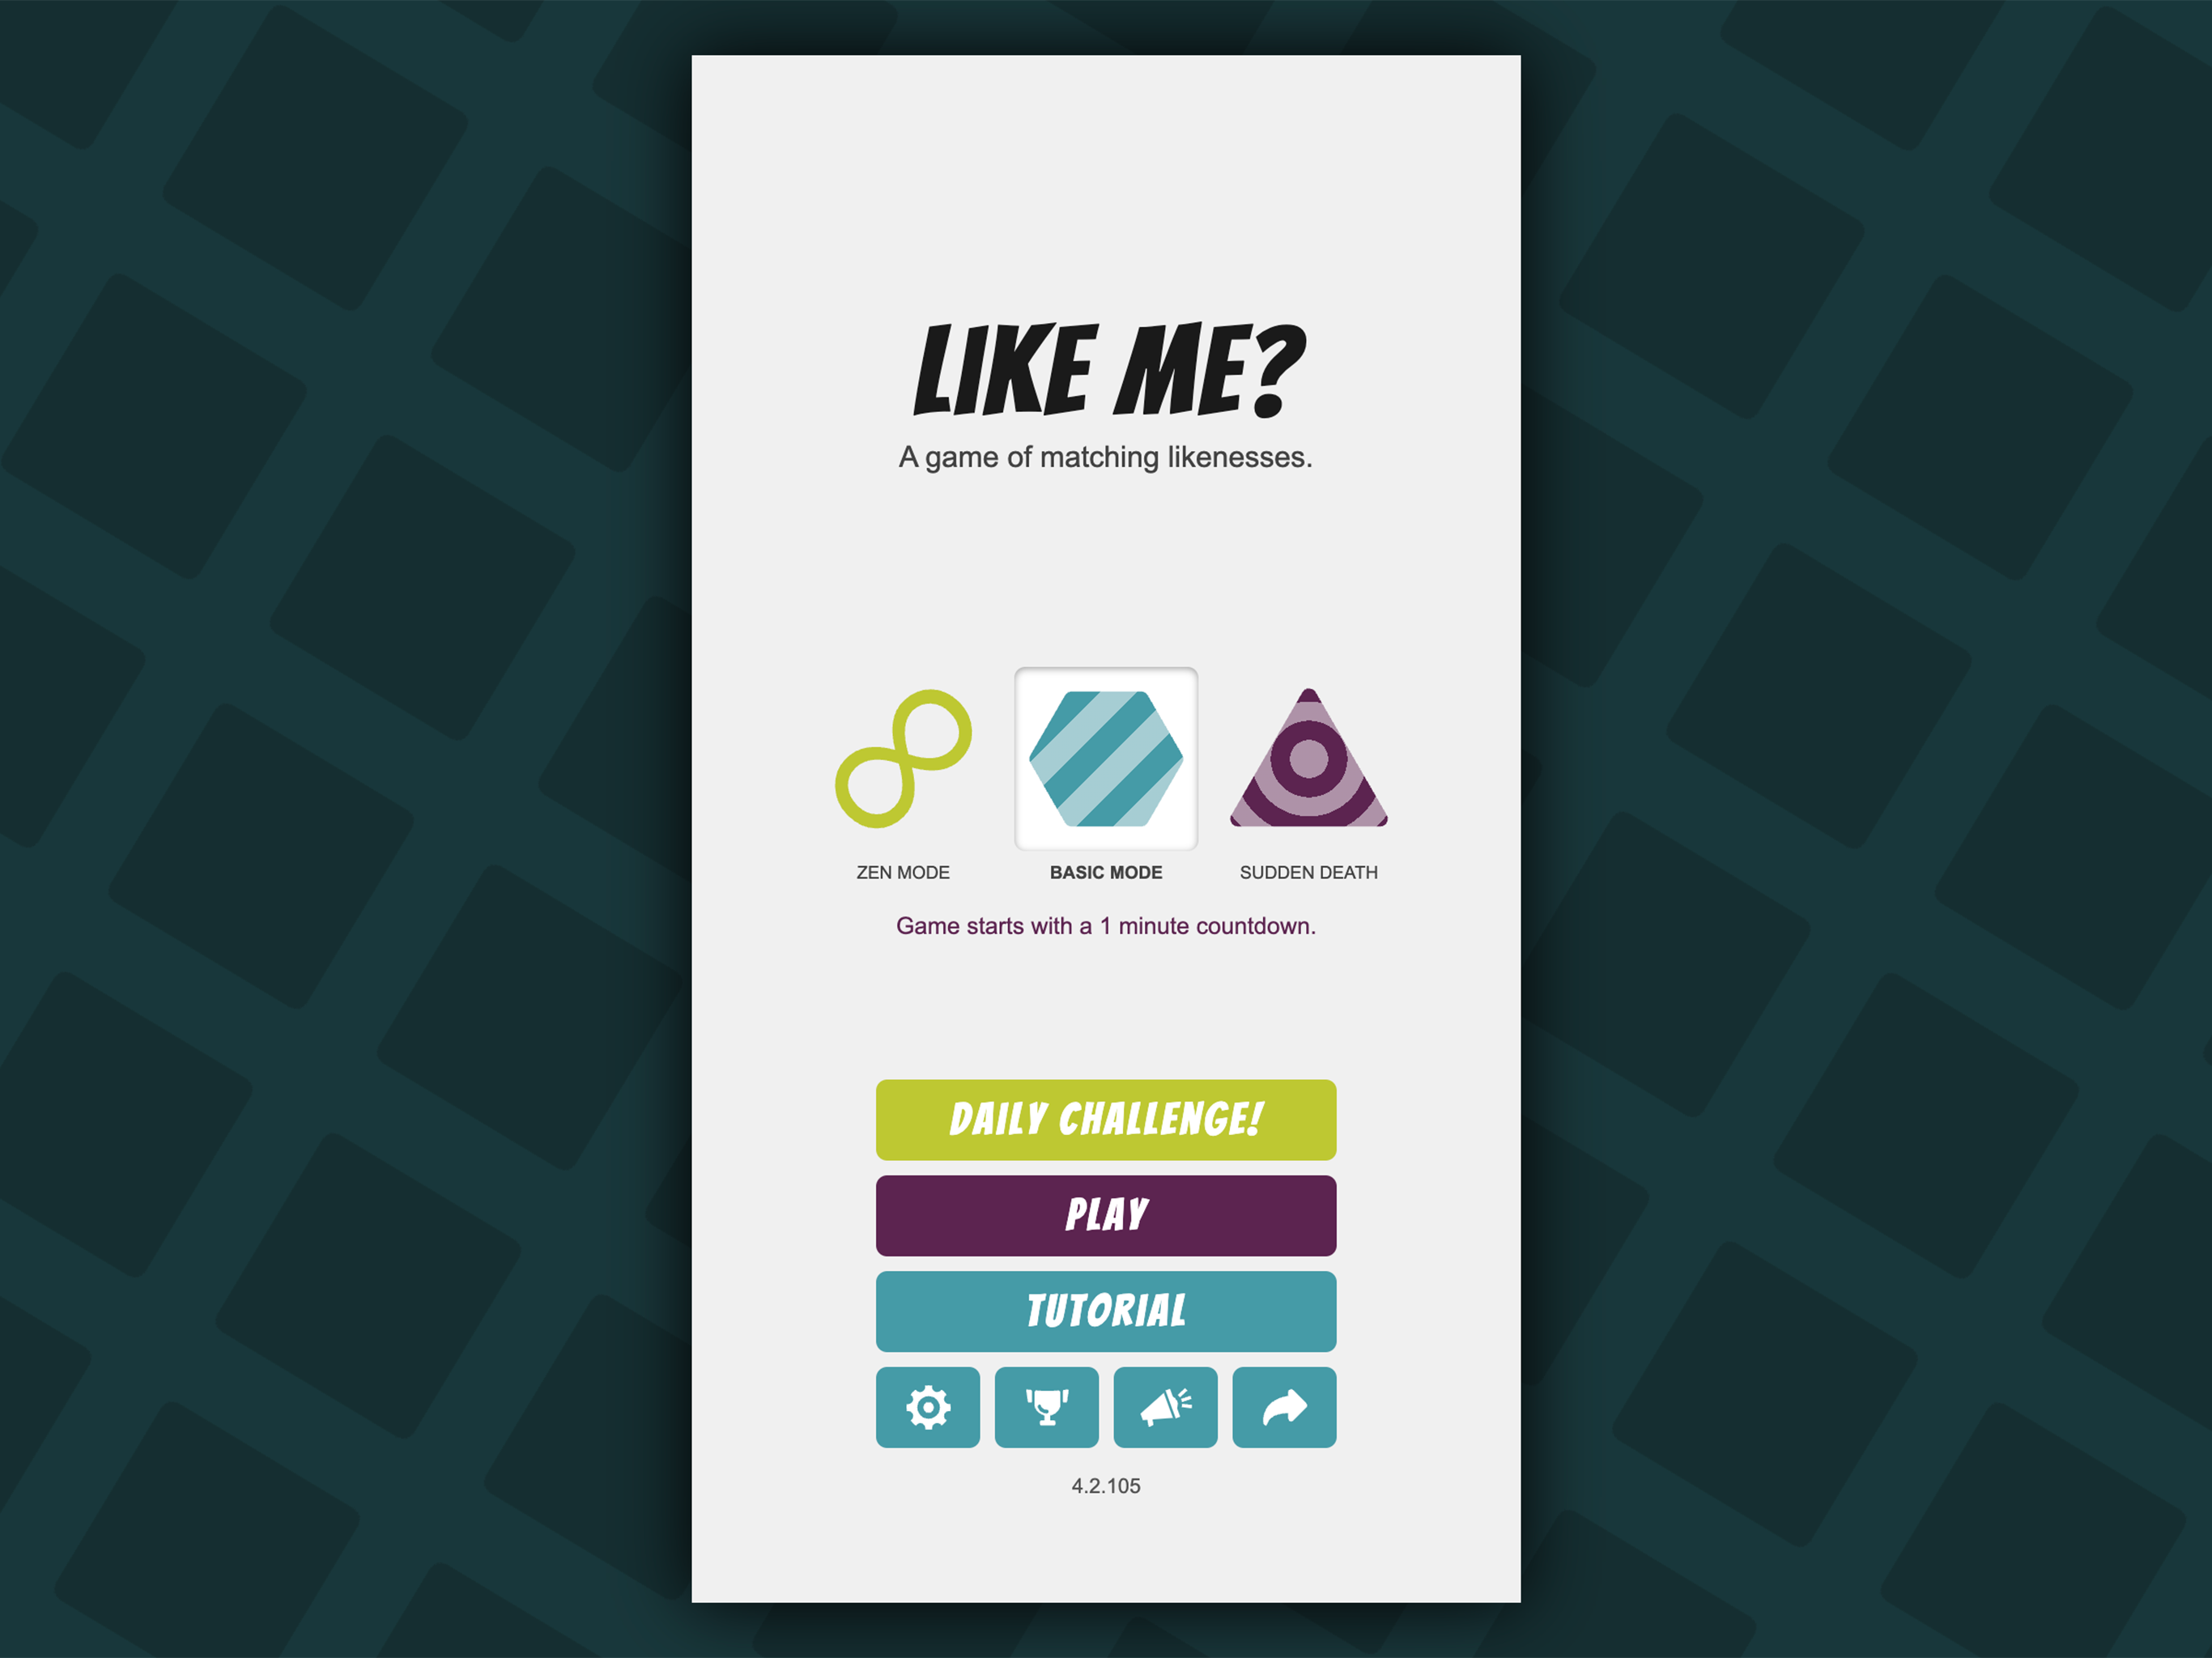 LIKE ME?
A game of matching likenesses.
ZEN MODE
BASIC MODE
SUDDEN DEATH
Game starts with a 1 minute countdown.
DAILY CHALLENGE!
PLAY
TUTORIAL
4.2.105